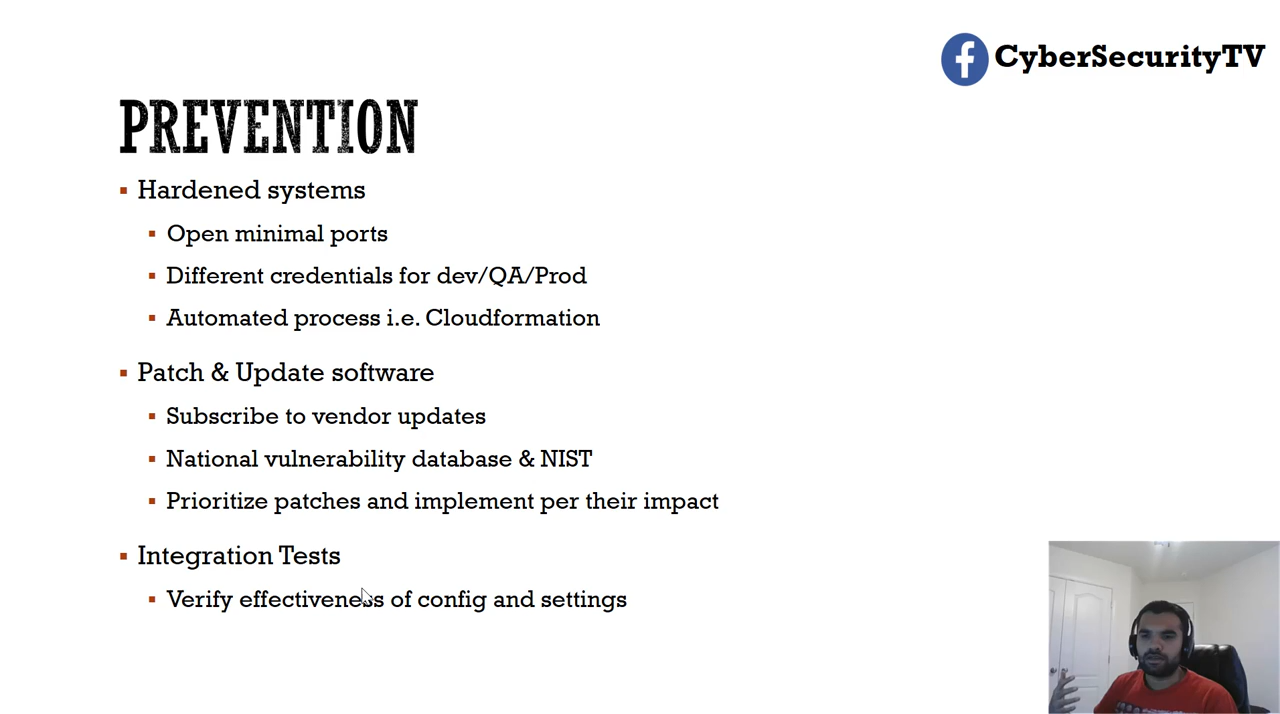 CyberSecurityTV
PREVENTION
Hardened systems
Open minimal ports
Different credentials for dev/QA/Prod
Automated process i.e. Cloudformation
Patch & Update software
Subscribe to vendor updates
National vulnerability database & NIST
Prioritize patches and implement per their impact
Integration Tests
Verify effectiveness of config and settings